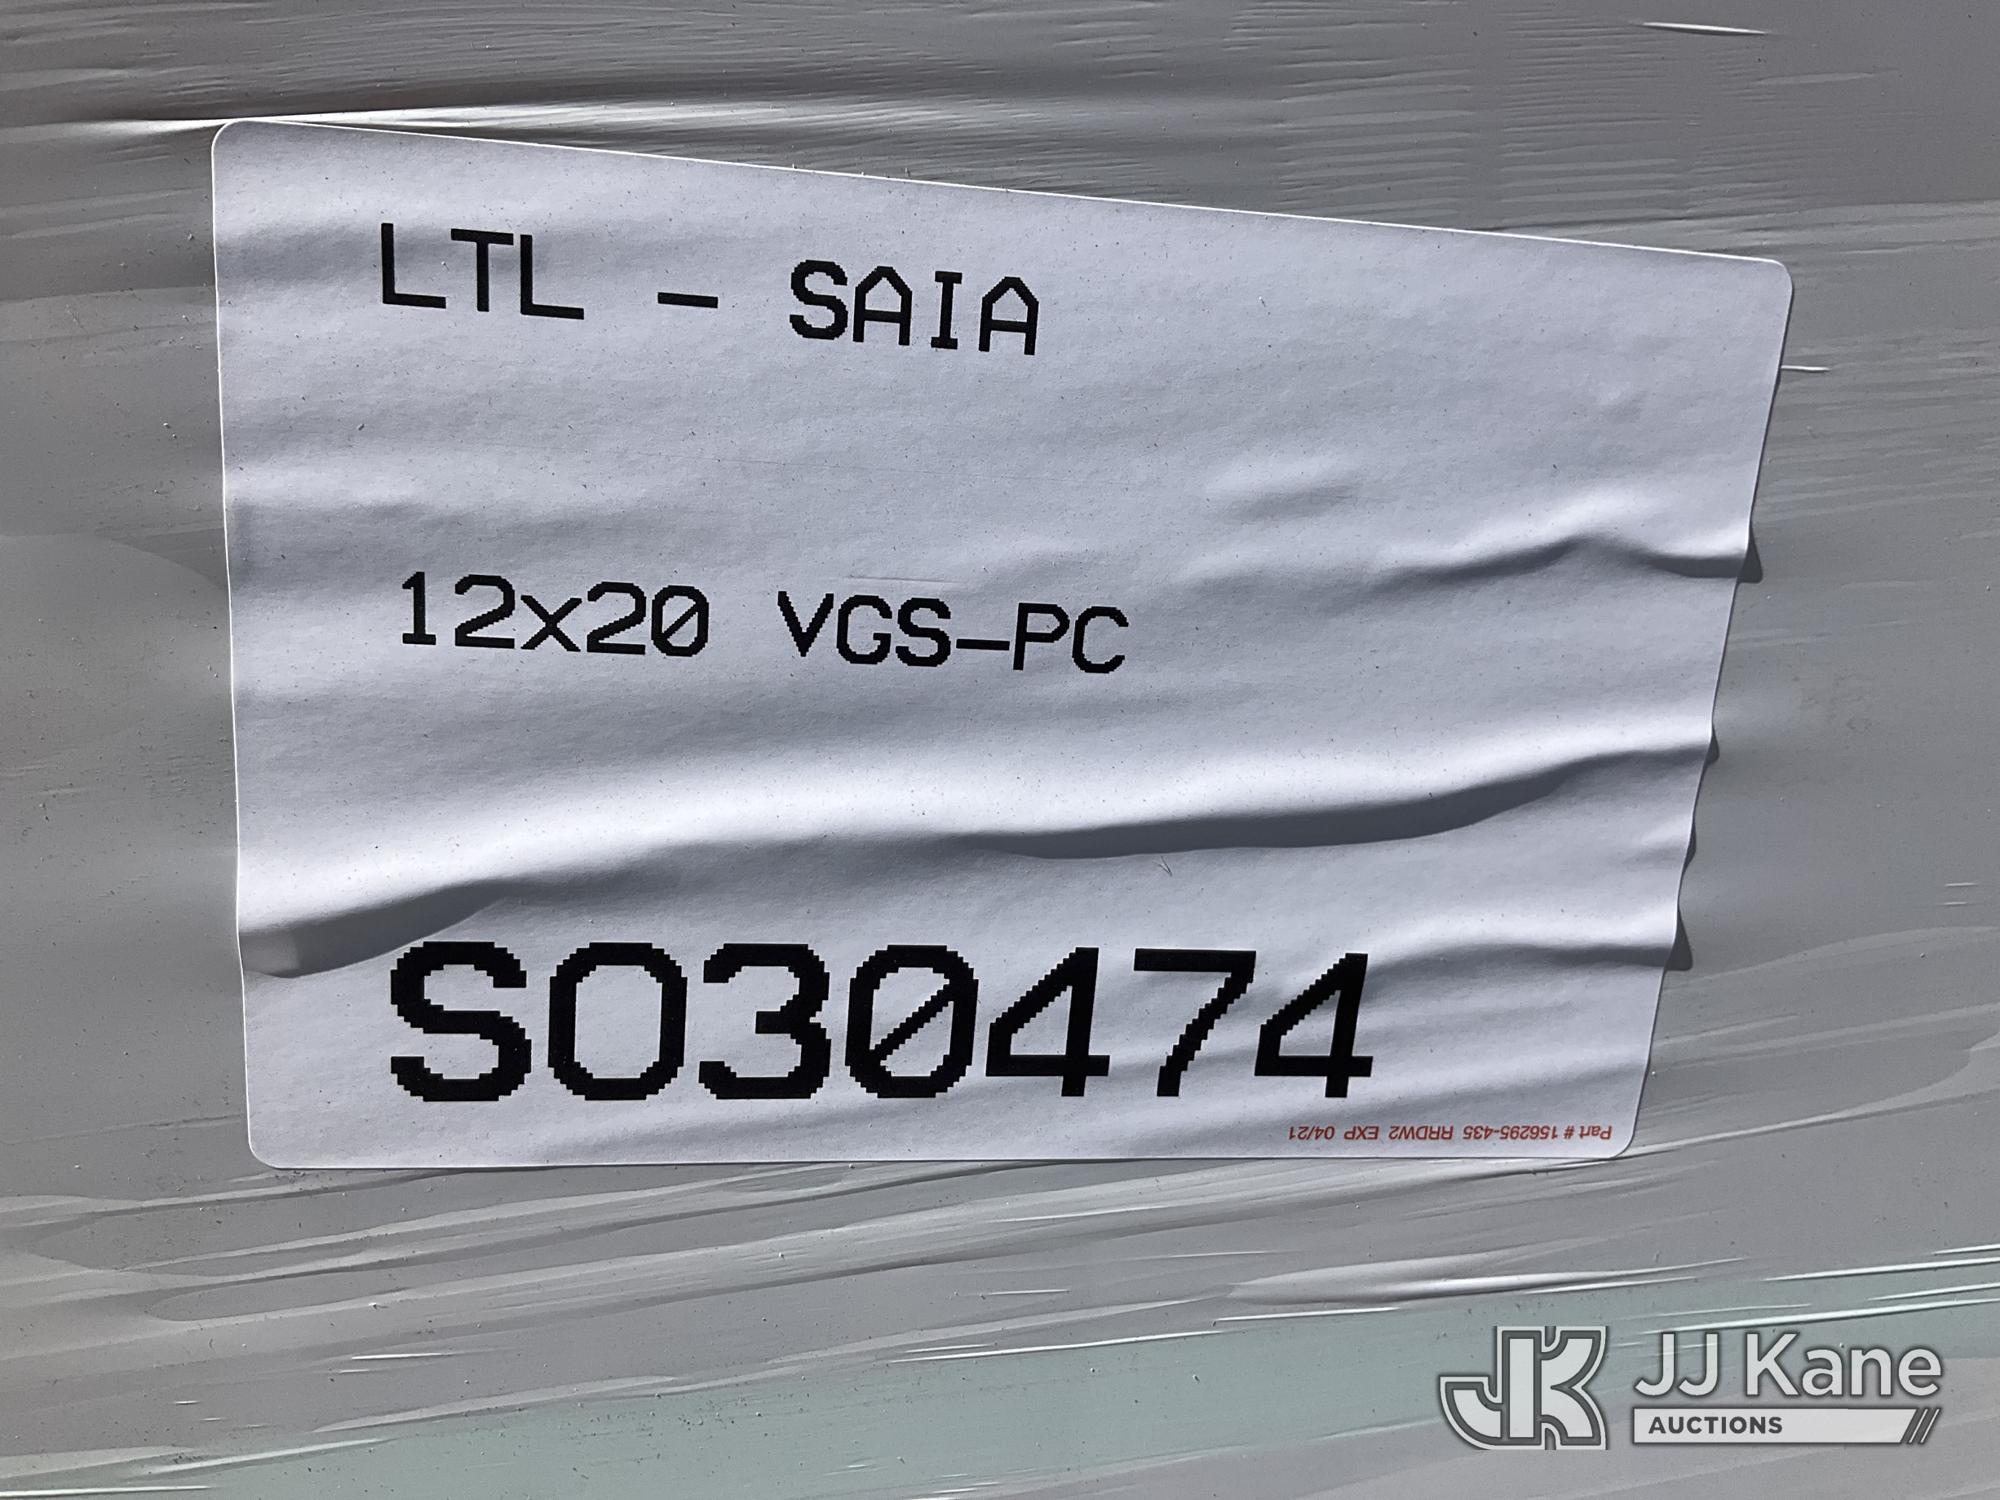 LTL - SAIA
12x20 VGS-PC
SO30474
Part # 156295-435 RRDW2 EXP 04/21
JJ Kane
AUCTIONS